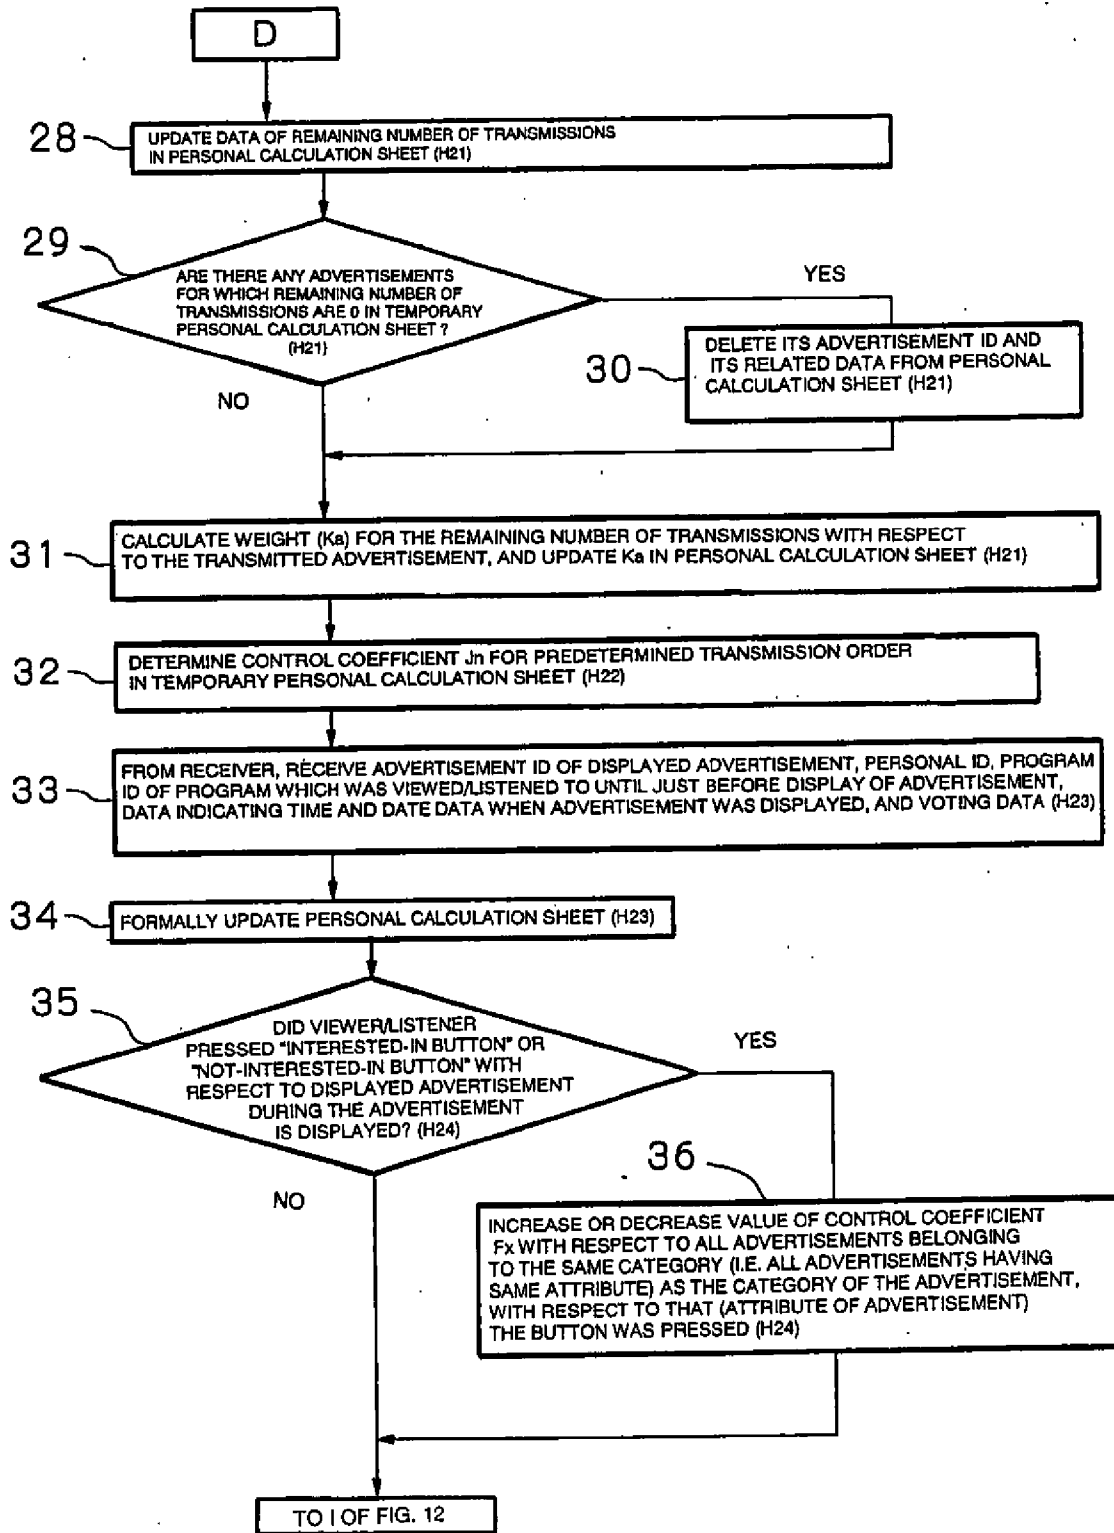 D
28
UPDATE DATA OF REMAINING NUMBER OF TRANSMISSIONS
IN PERSONAL CALCULATION SHEET (H21)
29
ARE THERE ANY ADVERTISEMENTS
FOR WHICH REMAINING NUMBER OF
TRANSMISSIONS ARE 0 IN TEMPORARY
PERSONAL CALCULATION SHEET ?
(H21)
YES
30
DELETE ITS ADVERTISEMENT ID AND
ITS RELATED DATA FROM PERSONAL
CALCULATION SHEET (H21)
NO
31
CALCULATE WEIGHT (Ka) FOR THE REMAINING NUMBER OF TRANSMISSIONS WITH RESPECT
TO THE TRANSMITTED ADVERTISEMENT, AND UPDATE Ka IN PERSONAL CALCULATION SHEET (H21)
32
DETERMINE CONTROL COEFFICIENT Jn FOR PREDETERMINED TRANSMISSION ORDER
IN TEMPORARY PERSONAL CALCULATION SHEET (H22)
33
FROM RECEIVER, RECEIVE ADVERTISEMENT ID OF DISPLAYED ADVERTISEMENT, PERSONAL ID, PROGRAM
ID OF PROGRAM WHICH WAS VIEWED/LISTENED TO UNTIL JUST BEFORE DISPLAY OF ADVERTISEMENT,
DATA INDICATING TIME AND DATE DATA WHEN ADVERTISEMENT WAS DISPLAYED, AND VOTING DATA (H23)
34
FORMALLY UPDATE PERSONAL CALCULATION SHEET (H23)
35
DID VIEWER/LISTENER
PRESSED "INTERESTED-IN BUTTON" OR
"NOT-INTERESTED-IN BUTTON" WITH
RESPECT TO DISPLAYED ADVERTISEMENT
DURING THE ADVERTISEMENT
IS DISPLAYED? (H24)
YES
36
NO
INCREASE OR DECREASE VALUE OF CONTROL COEFFICIENT
Fx WITH RESPECT TO ALL ADVERTISEMENTS BELONGING
TO THE SAME CATEGORY (I.E. ALL ADVERTISEMENTS HAVING
SAME ATTRIBUTE) AS THE CATEGORY OF THE ADVERTISEMENT,
WITH RESPECT TO THAT (ATTRIBUTE OF ADVERTISEMENT)
THE BUTTON WAS PRESSED (H24)
TO I OF FIG. 12